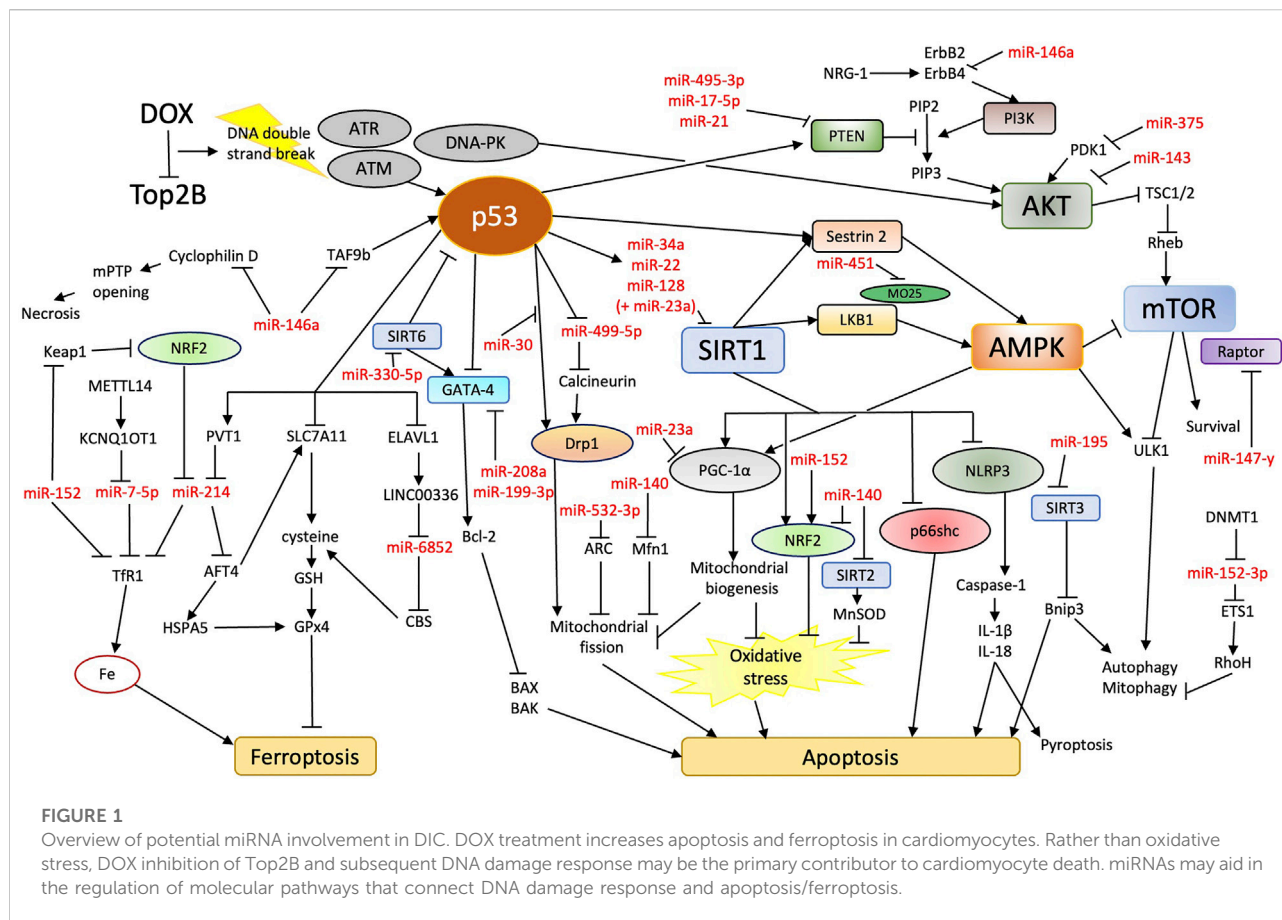 ErbB2
miR-146a
NRG-1
ErbB4
miR-495-3p
miR-17-5p
miR-21
PIP2
PI3K
DOX
DNA double
strand break
ATR
DNA-PK
PTEN
miR-375
PDK1
miR-143
ATM
PIP3
Top2B
AKT
TSC1/2
p53
Cyclophilin D
TAF9b
Sestrin 2
Rheb
mPTP
opening
miR-34a
miR-22
miR-128
(+ miR-23a)
miR-451
MO25
mTOR
Necrosis
miR-146a
miR-499-5p
LKB1
SIRT6
miR-30
SIRT1
AMPK
Raptor
Keap1
NRF2
miR-330-5p
GATA-4
Calcineurin
METTL14
Survival
KCNQ1OT1
PVT1
SLC7A11
ELAVL1
Drp1
miR-23a
miR-195
ULK1
miR-147-y
PGC-1α
miR-152
NLRP3
miR-208a
miR-199-3p
miR-140
miR-140
miR-152
miR-7-5p
miR-214
LINC00336
miR-532-3p
SIRT3
DNMT1
cysteine
Bcl-2
NRF2
p66shc
miR-6852
ARC
Mfn1
TfR1
AFT4
GSH
Mitochondrial
biogenesis
SIRT2
miR-152-3p
Caspase-1
MnSOD
Bnip3
ETS1
HSPA5
GPx4
CBS
Mitochondrial
fission
IL-1β
IL-18
Oxidative
stress
Autophagy
Mitophagy
RhoH
Fe
BAX
BAK
Ferroptosis
Apoptosis
Pyroptosis
FIGURE 1
Overview of potential miRNA involvement in DIC. DOX treatment increases apoptosis and ferroptosis in cardiomyocytes. Rather than oxidative
stress, DOX inhibition of Top2B and subsequent DNA damage response may be the primary contributor to cardiomyocyte death. miRNAs may aid in
the regulation of molecular pathways that connect DNA damage response and apoptosis/ferroptosis.